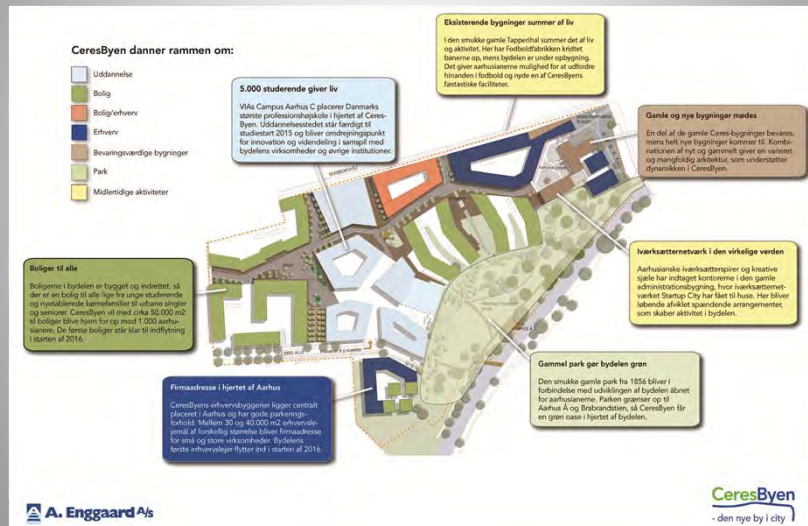 CeresByen danner rammen om:
Uddannelse
Bolig
Bolig/erhverv
Erhverv
Bevaringsværdige bygninger
Park
Midlertidige aktiviteter
Eksisterende bygninger summer af liv
I den smukke gamle Tapperihal summer det af liv
og aktivitet. Her har Fodboldfabrikken kridtet
banerne op, mens bydelen er under opbygning.
Det giver aarhusianerne mulighed for at udfordre
hinanden i fodbold og nyde en af CeresByens
fantastiske faciliteter.
5.000 studerende giver liv
VIAs Campus Aarhus C placerer Danmarks
største professionshøjskole i hjertet af Ceres-
Byen. Uddannelsesstedet står færdigt til
studiestart 2015 og bliver omdrejningspunkt
for innovation og videndeling i samspil med
bydelens virksomheder og øvrige institutioner.
Gamle og nye bygninger mødes
En del af de gamle Ceres-bygninger bevares,
mens helt nye bygninger kommer til. Kombi-
nationen af nyt og gammelt giver en varieret
og mangfoldig arkitektur, som understøtter
dynamikken i CeresByen.
Boliger til alle
Boligerne i bydelen er bygget og indrettet, så
der er en bolig til alle lige fra unge studerende
og nyetablerede børnefamilier til urbane singler
og seniorer. CeresByen vil med cirka 50.000 m2
til boliger blive hjem for op mod 1.000 aarhu-
sianere. De første boliger står klar til indflytning
i starten af 2016.
Iværksætternetværk i den virkelige verden
Aarhusianske iværksætterspirer og kreative
sjæle har indtaget kontorerne i den gamle
administrationsbygning, hvor iværksætternet-
værket Startup City har fået til huse. Her bliver
løbende afviklet spændende arrangementer,
som skaber aktivitet i bydelen.
Gammel park gør bydelen grøn
Den smukke gamle park fra 1856 bliver i
forbindelse med udviklingen af bydelen åbnet
for aarhusianerne. Parken grænser op til
Aarhus Å og Brabrandstien, så CeresByen får
en grøn oase i hjertet af bydelen.
Firmaadresse i hjertet af Aarhus
CeresByens erhvervsbyggerier ligger centralt
placeret i Aarhus og har gode parkerings-
forhold. Mellem 30 og 40.000 m2 erhvervsle-
jemål af forskellig størrelse bliver firmaadresse
for små og store virksomheder. Bydelens
første erhvervslejer flytter ind i starten af 2016.
A. Enggaard A/s
CeresByen
- den nye by i city